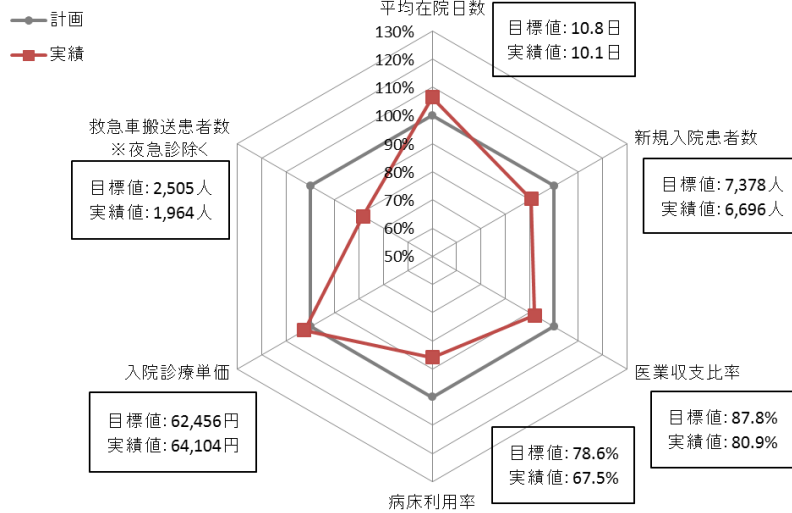 計画
実績
平均在院日数
目標値: 10.8日
実績値: 10.1日
130%
120%
110%
100%
90%
80%
70%
60%
50%
救急車搬送患者数
※夜急診除<
目標値: 2,505人
実績値: 1,964人
新規入院患者数
目標値: 7,378人
実績値: 6,696人
入院診療単価
目標値: 62,456円
実績値: 64,104円
医業収支比率
目標値: 87.8%
実績値: 80.9%
目標値: 78.6%
実績値: 67.5%
病床利用率